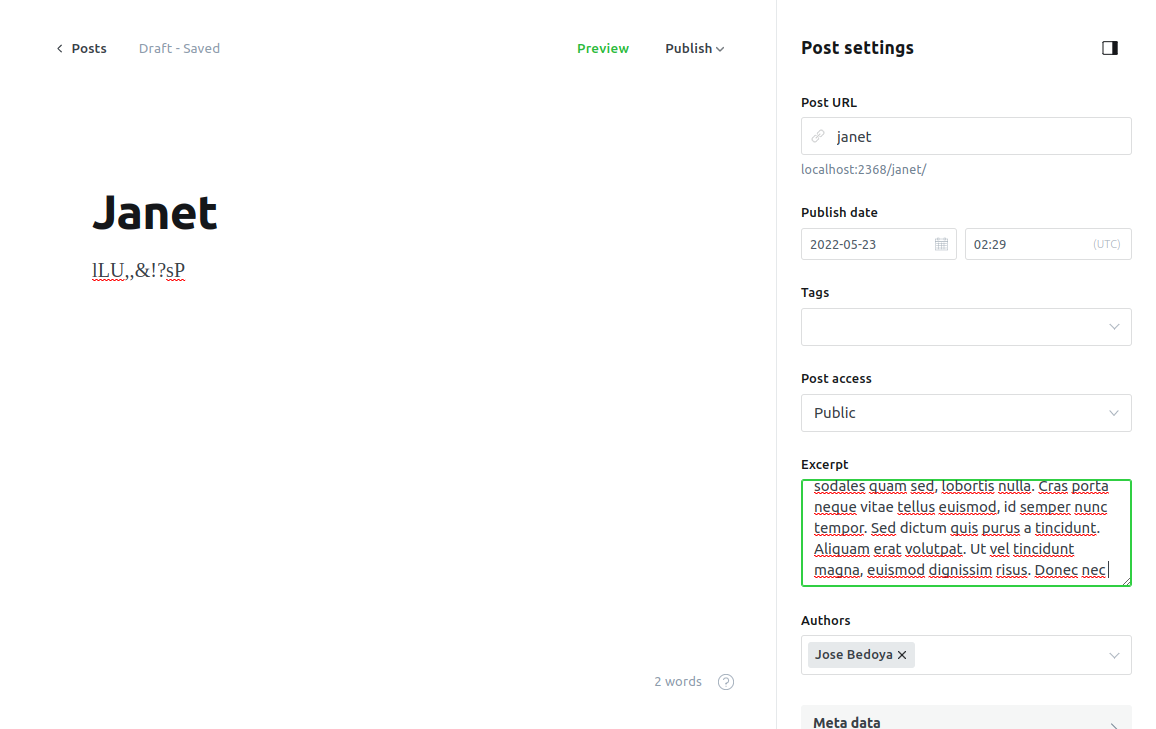 Posts
Draft - Saved
Preview
Publish
Post settings
Post URL
janet
localhost:2368/janet/
Publish date
2022-05-23
02:29
(UTC)
Tags
Post access
Public
Excerpt
sodales quam sed, lobortis nulla. Cras porta
neque vitae tellus euismod, id semper nunc
tempor. Sed dictum quis purus a tincidunt.
Aliquam erat volutpat. Ut vel tincidunt
magna, euismod dignissim risus. Donec nec
Authors
Jose Bedoya
Meta data
Janet
lLU,,&!?sP
2 words
?